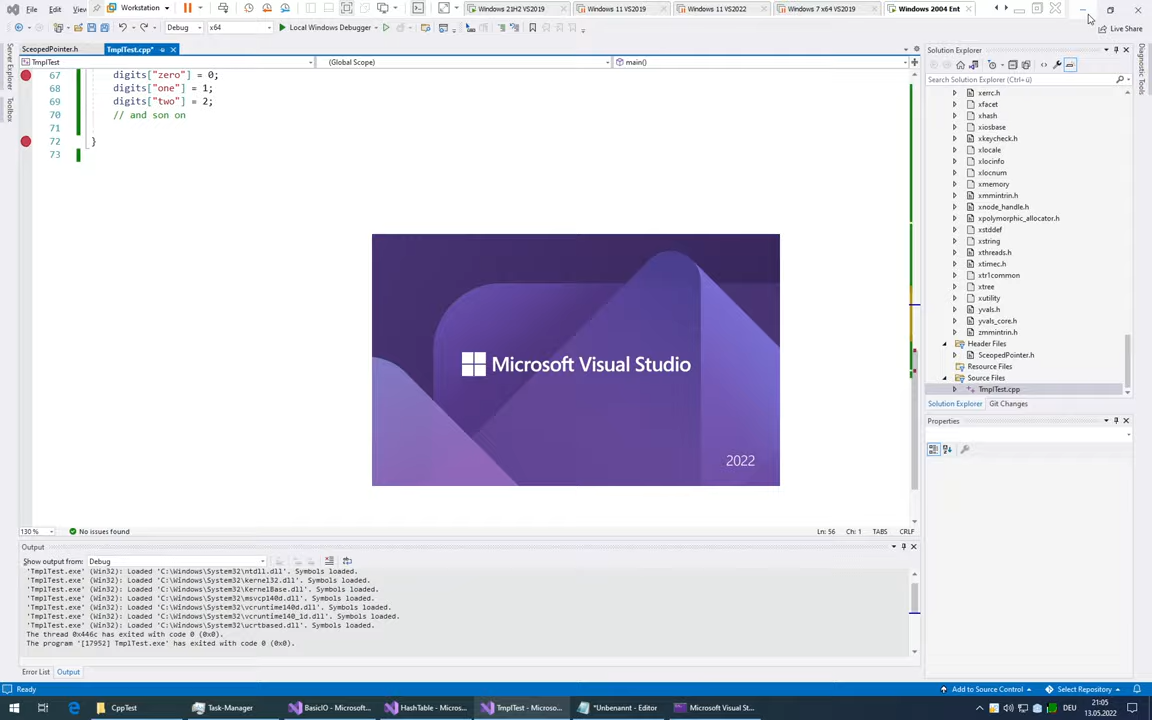 Workstation
Windows 21H2 VS2019
Windows 11 VS2019
Windows 11 VS2022
Windows 7 x64 VS2019
Windows 2004 Ent
File
Edit
View
Debug
x64
Local Windows Debugger
Live Share
Server Explorer
Toolbox
Diagnostic Tools
SceopedPointer.h
TmplTest.cpp*
TmplTest
(Global Scope)
main()
67 digits["zero"] = 0;
68 digits["one"] = 1;
69 digits["two"] = 2;
70 // and son on
71
72 }
73
Microsoft Visual Studio
2022
130 %
No issues found
Ln: 56
Ch: 1
TABS
CRLF
Output
Show output from:
Debug
'TmplTest.exe' (Win32): Loaded 'C:\Windows\System32\ntdll.dll'. Symbols loaded.
'TmplTest.exe' (Win32): Loaded 'C:\Windows\System32\kernel32.dll'. Symbols loaded.
'TmplTest.exe' (Win32): Loaded 'C:\Windows\System32\KernelBase.dll'. Symbols loaded.
'TmplTest.exe' (Win32): Loaded 'C:\Windows\System32\msvcp140d.dll'. Symbols loaded.
'TmplTest.exe' (Win32): Loaded 'C:\Windows\System32\vcruntime140d.dll'. Symbols loaded.
'TmplTest.exe' (Win32): Loaded 'C:\Windows\System32\vcruntime140_1d.dll'. Symbols loaded.
'TmplTest.exe' (Win32): Loaded 'C:\Windows\System32\ucrtbased.dll'. Symbols loaded.
The thread 0x446c has exited with code 0 (0x0).
The program '[17952] TmplTest.exe' has exited with code 0 (0x0).
Error List
Output
Solution Explorer
Search Solution Explorer (Ctrl+ü)
xerrc.h
xfacet
xhash
xiosbase
xkeycheck.h
xlocale
xlocinfo
xlocnum
xmemory
xmmintrin.h
xnode_handle.h
xpolymorphic_allocator.h
xstddef
xstring
xthreads.h
xtimec.h
xtr1common
xtree
xutility
yvals.h
yvals_core.h
zmmintrin.h
Header Files
SceopedPointer.h
Resource Files
Source Files
TmplTest.cpp
Solution Explorer
Git Changes
Properties
Ready
Add to Source Control
Select Repository
CppTest
Task-Manager
BasicIO - Microsoft...
HashTable - Micros...
TmplTest - Microso...
*Unbenannt - Editor
Microsoft Visual St...
DEU
21:05
13.05.2022